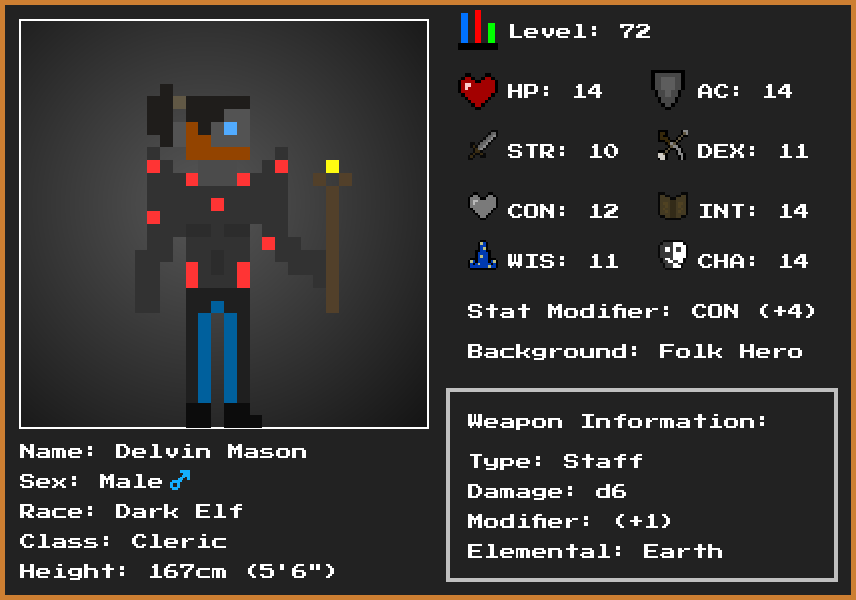 Level: 72
HP: 14 AC: 14
STR: 10 DEX: 11
CON: 12 INT: 14
WIS: 11 CHA: 14
Stat Modifier: CON (+4)
Background: Folk Hero
Weapon Information:
Type: Staff
Damage: d6
Modifier: (+1)
Elemental: Earth
Name: Delvin Mason
Sex: Male♂
Race: Dark Elf
Class: Cleric
Height: 167cm (5'6")